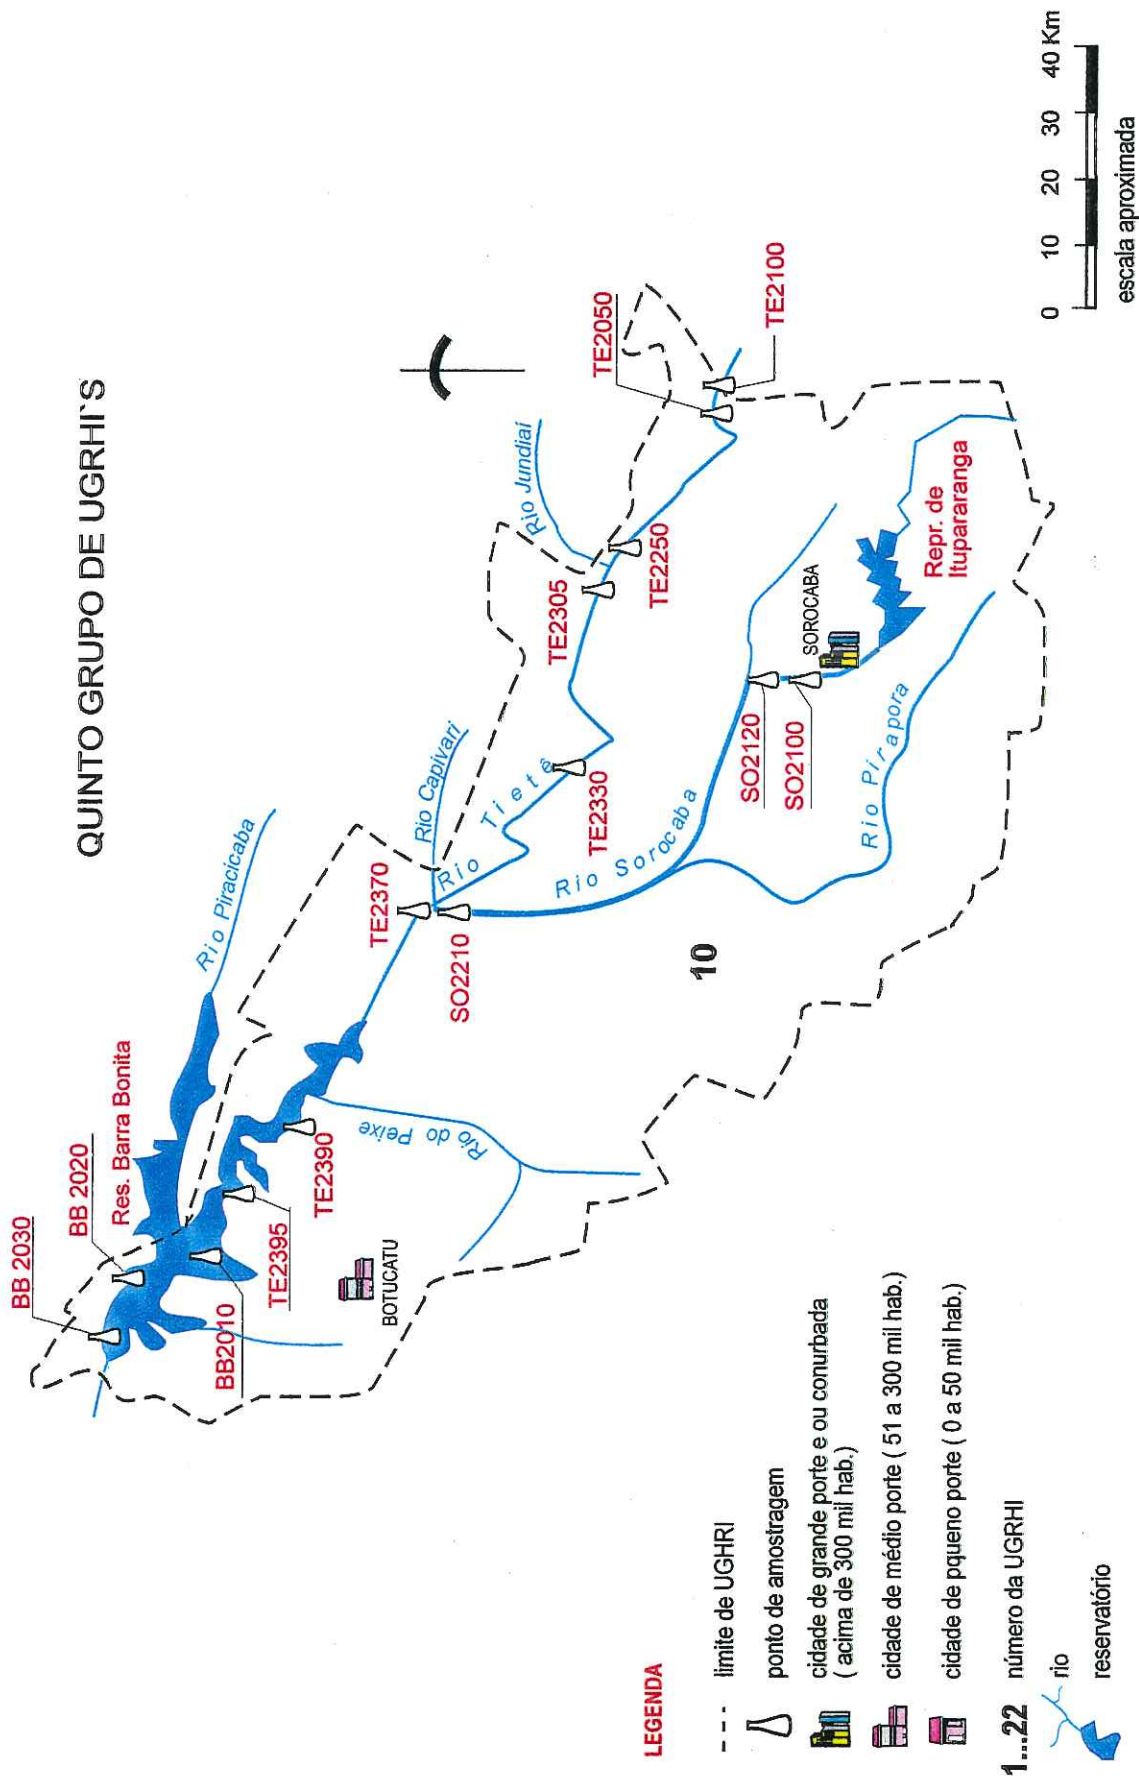 QUINTO GRUPO DE UGRHI`S
BB 2030
BB 2020
Res. Barra Bonita
Rio Piracicaba
BB2010
TE2395
TE2390
Rio do Peixe
BOTUCATU
TE2370
SO2210
Rio Capivari
Rio Tietê
TE2330
TE2305
TE2250
Rio Jundiaí
TE2050
TE2100
Rio Sorocaba
SO2120
SO2100
SOROCABA
Rio Pirapora
Repr. de
Itupararanga
10
LEGENDA
limite de UGHRI
ponto de amostragem
cidade de grande porte e ou conurbada
( acima de 300 mil hab.)
cidade de médio porte ( 51 a 300 mil hab.)
cidade de pqueno porte ( 0 a 50 mil hab.)
1...22 número da UGRHI
rio
reservatório
0 10 20 30 40 Km
escala aproximada